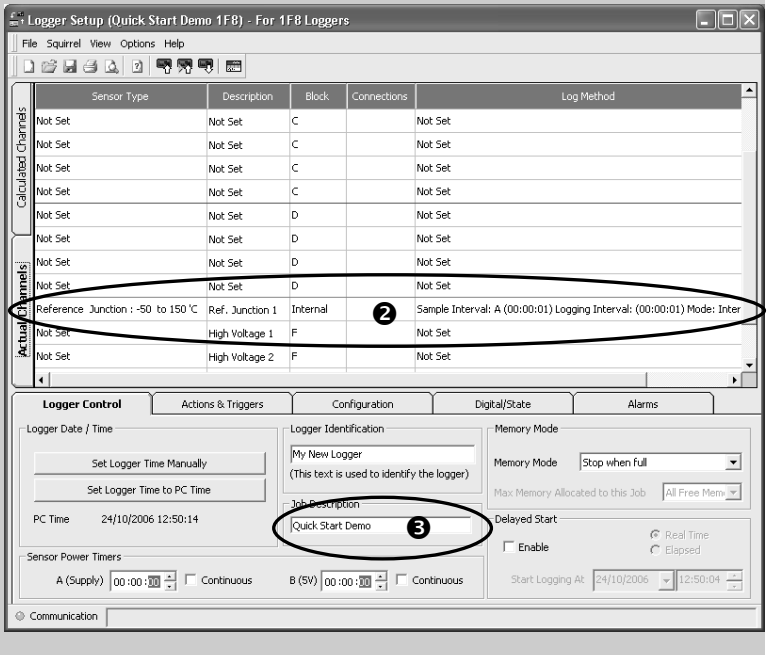 Logger Setup (Quick Start Demo 1F8) - For 1F8 Loggers
File Squirrel View Options Help
Calculated Channels
Actual Channels
Sensor Type Description Block Connections Log Method
Not Set Not Set C Not Set
Not Set Not Set C Not Set
Not Set Not Set C Not Set
Not Set Not Set C Not Set
Not Set Not Set D Not Set
Not Set Not Set D Not Set
Not Set Not Set D Not Set
Not Set Not Set D Not Set
Reference Junction : -50 to 150 'C Ref. Junction 1 Internal ❷ Sample Interval: A (00:00:01) Logging Interval: (00:00:01) Mode: Inter
Not Set High Voltage 1 F Not Set
Not Set High Voltage 2 F Not Set
Logger Control Actions & Triggers Configuration Digital/State Alarms
Logger Date / Time
Set Logger Time Manually
Set Logger Time to PC Time
PC Time 24/10/2006 12:50:14
Logger Identification
My New Logger
(This text is used to identify the logger)
Job Description
Quick Start Demo ❸
Memory Mode
Memory Mode Stop when full
Max Memory Allocated to this Job All Free Mem
Delayed Start
Enable
Real Time
Elapsed
Start Logging At 24/10/2006 12:50:04
Sensor Power Timers
A (Supply) 00:00:00 Continuous B (5V) 00:00:00 Continuous
Communication